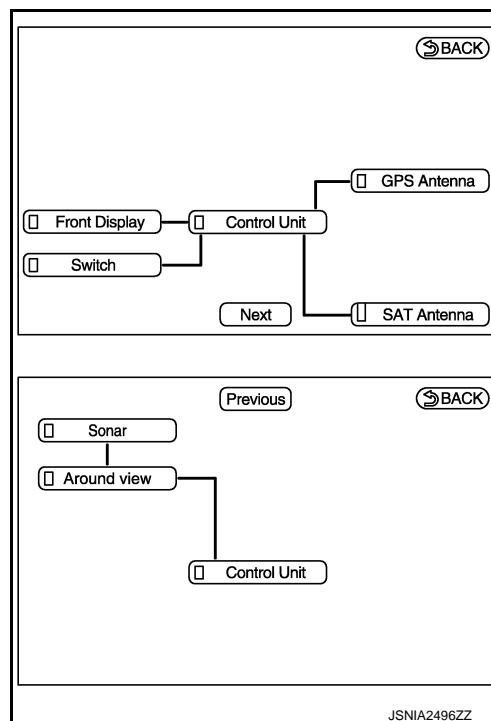 BACK
GPS Antenna
Front Display
Control Unit
Switch
Next
SAT Antenna
Previous
BACK
Sonar
Around view
Control Unit
JSNIA2496ZZ